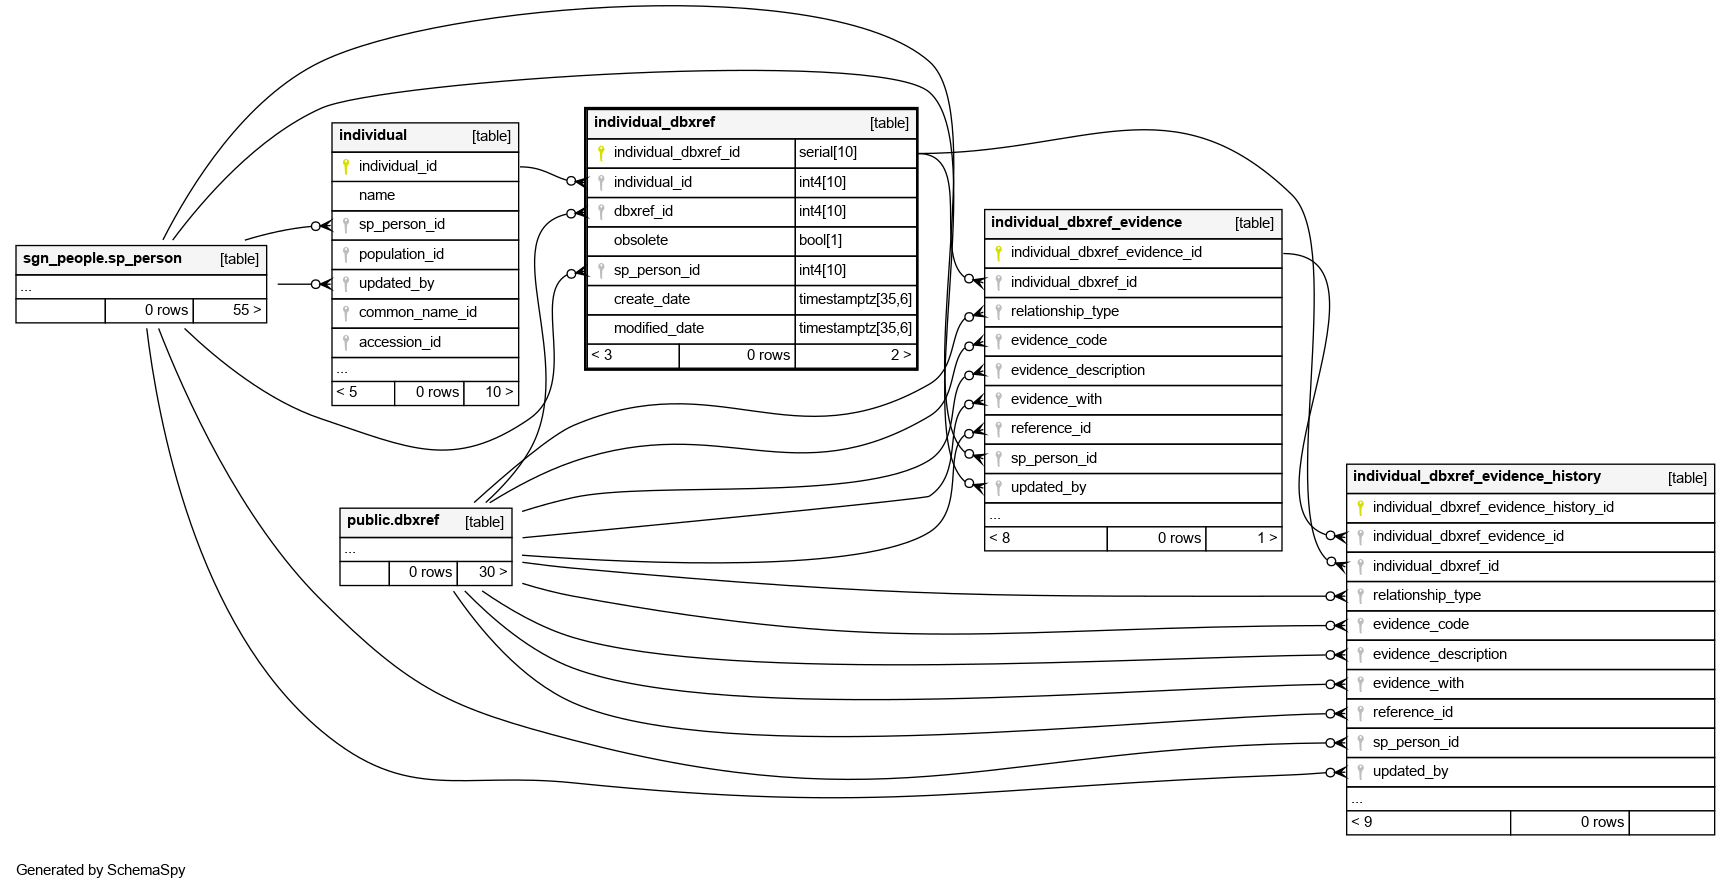 individual [table]
individual_id
name
sp_person_id
population_id
updated_by
common_name_id
accession_id
...
< 5 0 rows 10 >
individual_dbxref [table]
individual_dbxref_id serial[10]
individual_id int4[10]
dbxref_id int4[10]
obsolete bool[1]
sp_person_id int4[10]
create_date timestamptz[35,6]
modified_date timestamptz[35,6]
< 3 0 rows 2 >
individual_dbxref_evidence [table]
individual_dbxref_evidence_id
individual_dbxref_id
relationship_type
evidence_code
evidence_description
evidence_with
reference_id
sp_person_id
updated_by
...
< 8 0 rows 1 >
sgn_people.sp_person [table]
...
0 rows 55 >
public.dbxref [table]
...
0 rows 30 >
individual_dbxref_evidence_history [table]
individual_dbxref_evidence_history_id
individual_dbxref_evidence_id
individual_dbxref_id
relationship_type
evidence_code
evidence_description
evidence_with
reference_id
sp_person_id
updated_by
...
< 9 0 rows
Generated by SchemaSpy